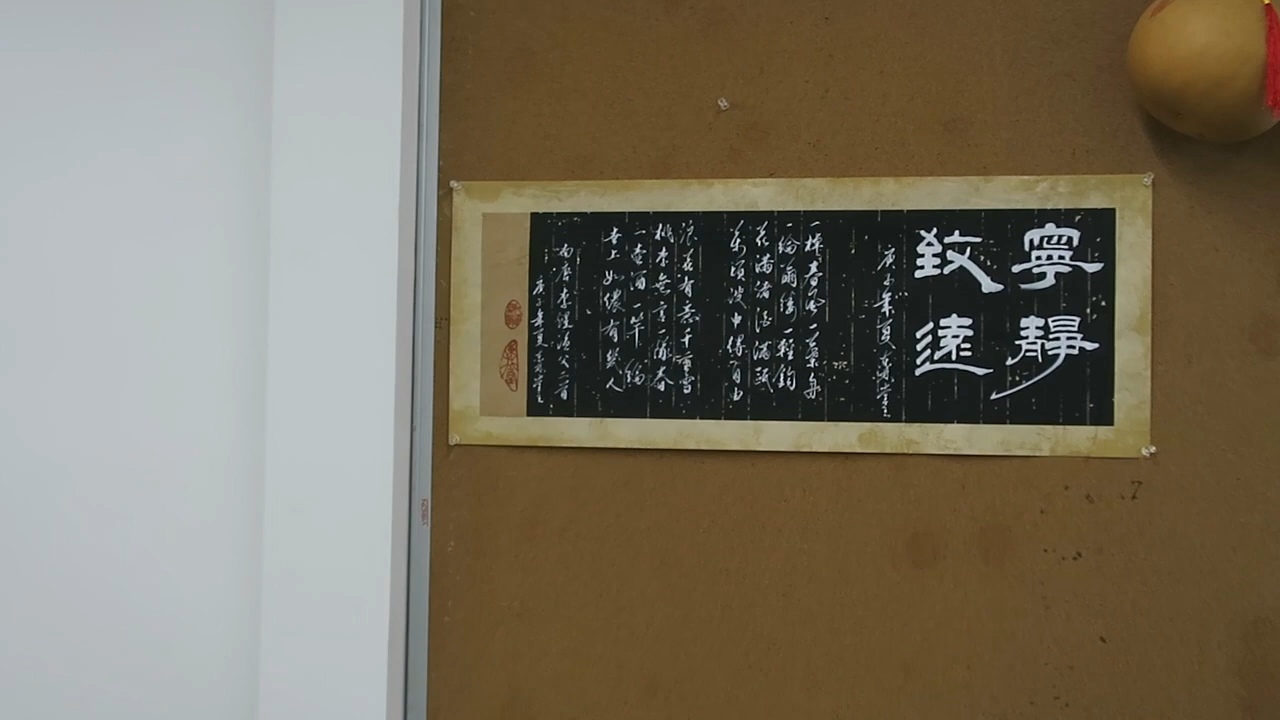 寧靜
致遠
庚子年夏
一棹春風一葉舟
一綸繭縷一輕鉤
花滿渚酒滿甌
萬頃波中得自由
浪花有意千重雪
桃李無言一隊春
一壺酒一竿綸
世上如儂有幾人
南唐李煜漁父二首
庚子年夏